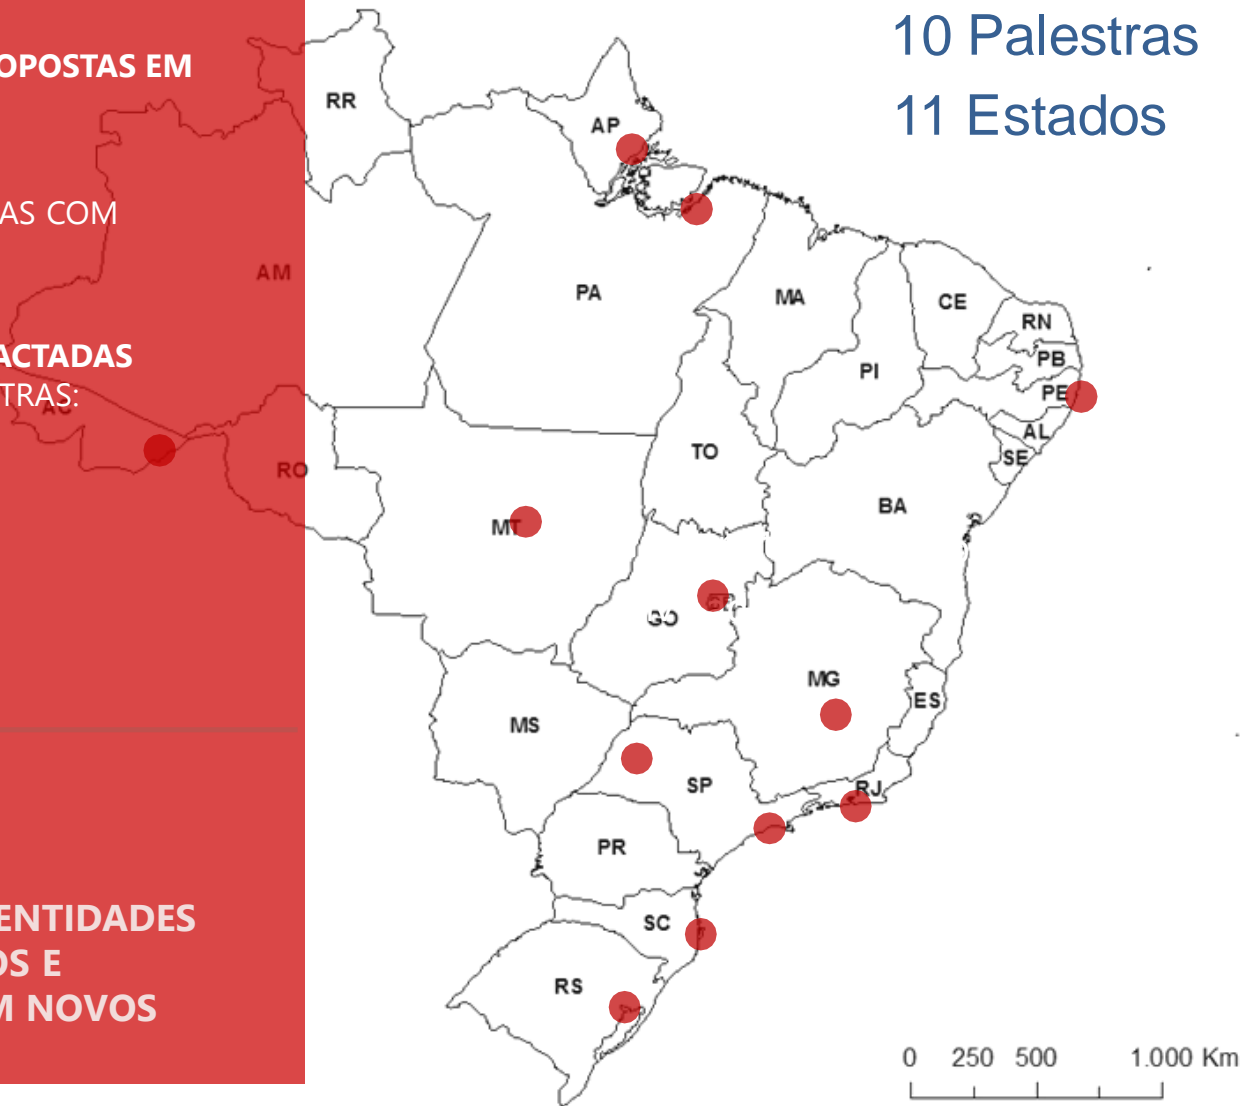 10 Palestras
11 Estados
OPOSTAS EM
AS COM
ACTADAS
TRAS:
ENTIDADES
OS E
M NOVOS
RR
AP
AM
PA
MA
CE
RN
PB
PE
AL
SE
PI
AC
RO
TO
BA
MT
GO
DF
MG
ES
MS
SP
RJ
PR
SC
RS
0 250 500 1.000 Km